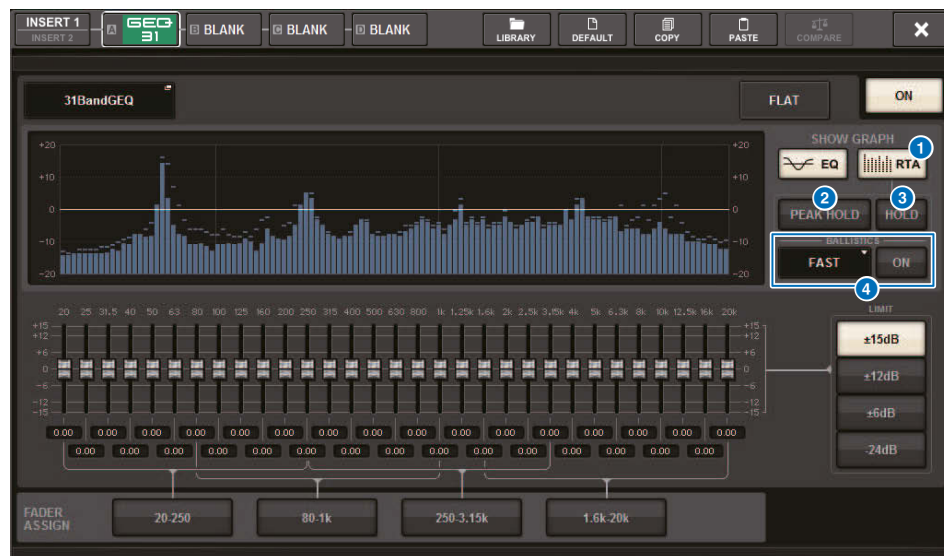 INSERT 1
INSERT 2
A GEQ 31
B BLANK
C BLANK
D BLANK
LIBRARY
DEFAULT
COPY
PASTE
COMPARE
31BandGEQ
FLAT
ON
SHOW GRAPH
1
EQ
RTA
2
3
PEAK HOLD
HOLD
BALLISTICS
FAST
ON
4
+20
+10
0
-10
-20
+20
+10
0
-10
-20
20 25 31.5 40 50 63 80 100 125 160 200 250 315 400 500 630 800 1k 1.25k 1.6k 2k 2.5k 3.15k 4k 5k 6.3k 8k 10k 12.5k 16k 20k
+15
+12
+6
0
-6
-12
-15
+15
+12
+6
0
-6
-12
-15
0.00 0.00 0.00 0.00 0.00 0.00 0.00 0.00 0.00 0.00 0.00 0.00 0.00 0.00 0.00 0.00
0.00 0.00 0.00 0.00 0.00 0.00 0.00 0.00 0.00 0.00 0.00 0.00 0.00 0.00 0.00
LIMIT
±15dB
±12dB
±6dB
-24dB
FADER
ASSIGN
20-250
80-1k
250-3.15k
1.6k-20k